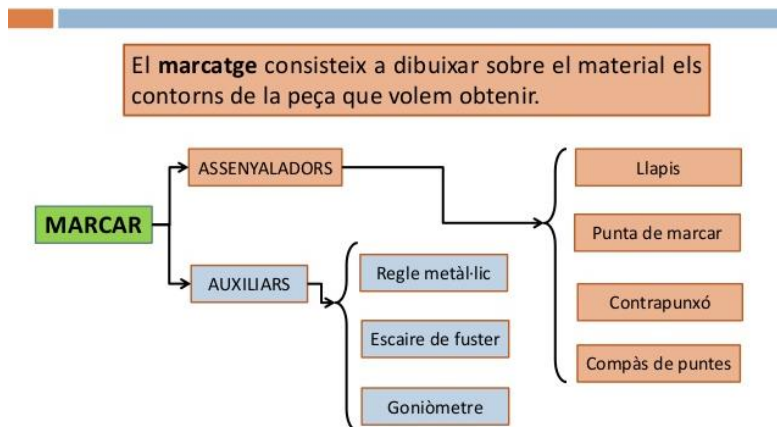 El marcatge consisteix a dibuixar sobre el material els
contorns de la peça que volem obtenir.
MARCAR
ASSENYALADORS
Llapis
Punta de marcar
Contrapunxó
Compàs de puntes
AUXILIARS
Regle metàl·lic
Escaire de fuster
Goniòmetre